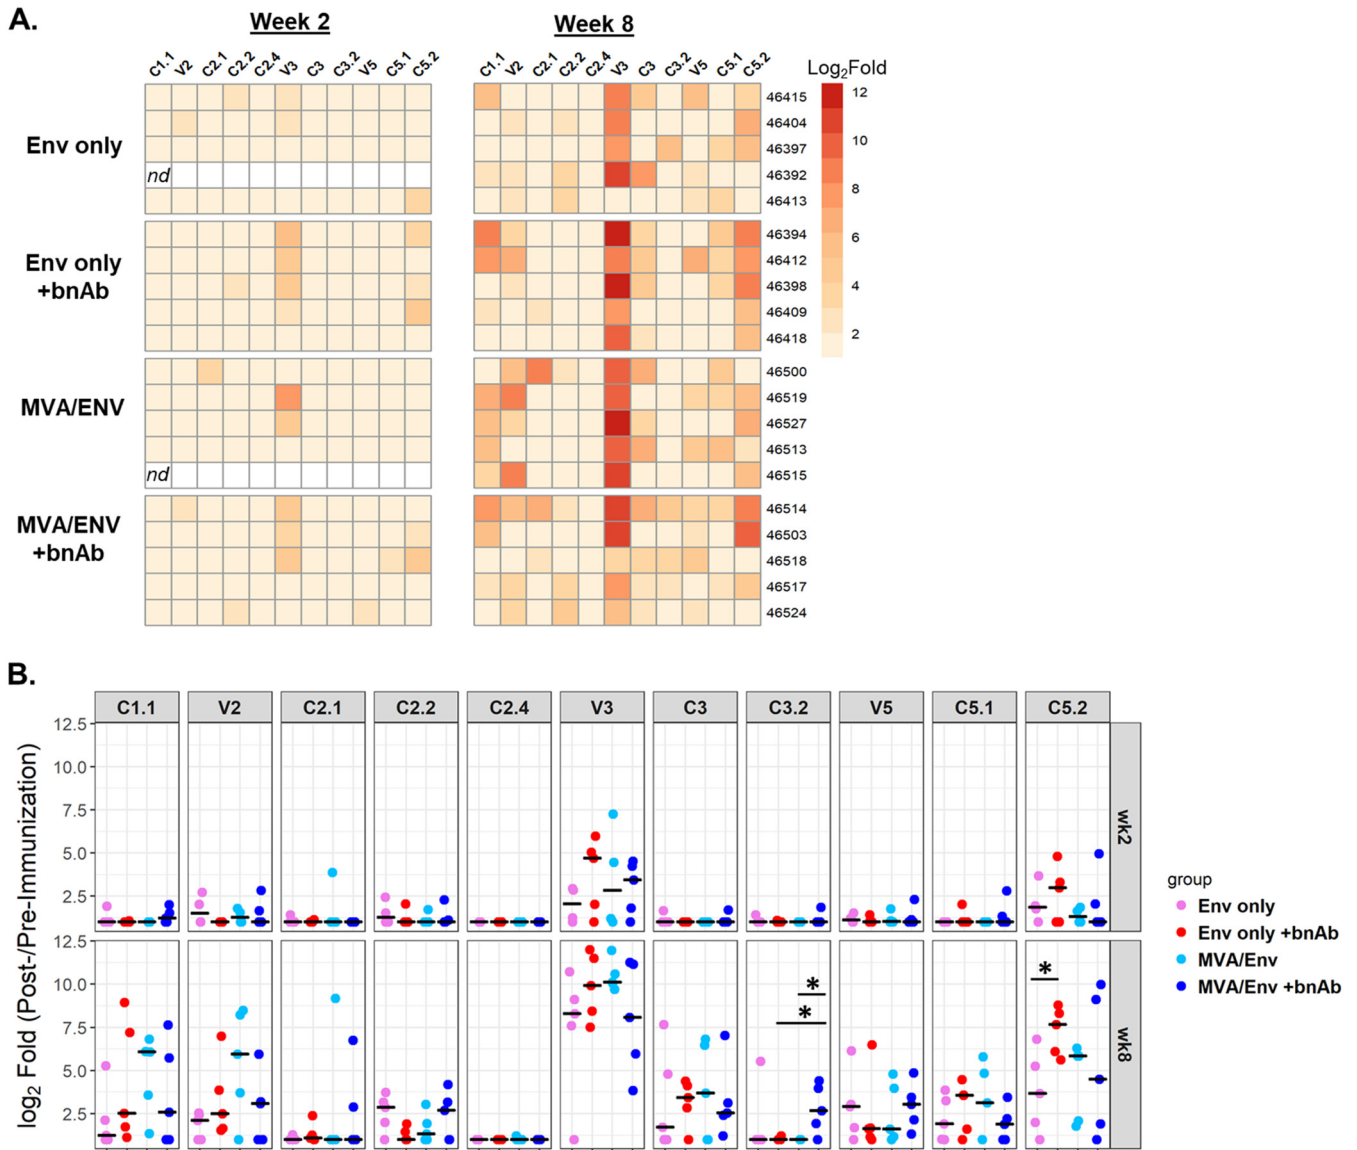 A.
Week 2
Week 8
C1.1 V2 C2.1 C2.2 C2.4 V3 C3 C3.2 V5 C5.1 C5.2
C1.1 V2 C2.1 C2.2 C2.4 V3 C3 C3.2 V5 C5.1 C5.2
Log2Fold
12
10
8
6
4
2
Env only
nd
46415
46404
46397
46392
46413
Env only
+bnAb
46394
46412
46398
46409
46418
MVA/ENV
nd
46500
46519
46527
46513
46515
MVA/ENV
+bnAb
46514
46503
46518
46517
46524
B.
C1.1 V2 C2.1 C2.2 C2.4 V3 C3 C3.2 V5 C5.1 C5.2
log2 Fold (Post-/Pre-Immunization)
12.5
10.0
7.5
5.0
2.5
wk2
12.5
10.0
7.5
5.0
2.5
*
*
*
wk8
group
Env only
Env only +bnAb
MVA/Env
MVA/Env +bnAb